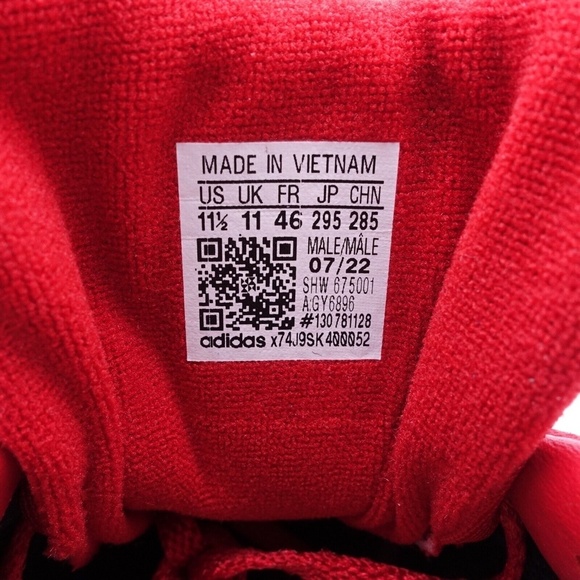 MADE IN VIETNAM
US UK FR JP CHN
11½ 11 46 295 285
MALE/MÂLE
07/22
SHW 675001
A:GY6896
#130781128
adidas x74J9SK400052